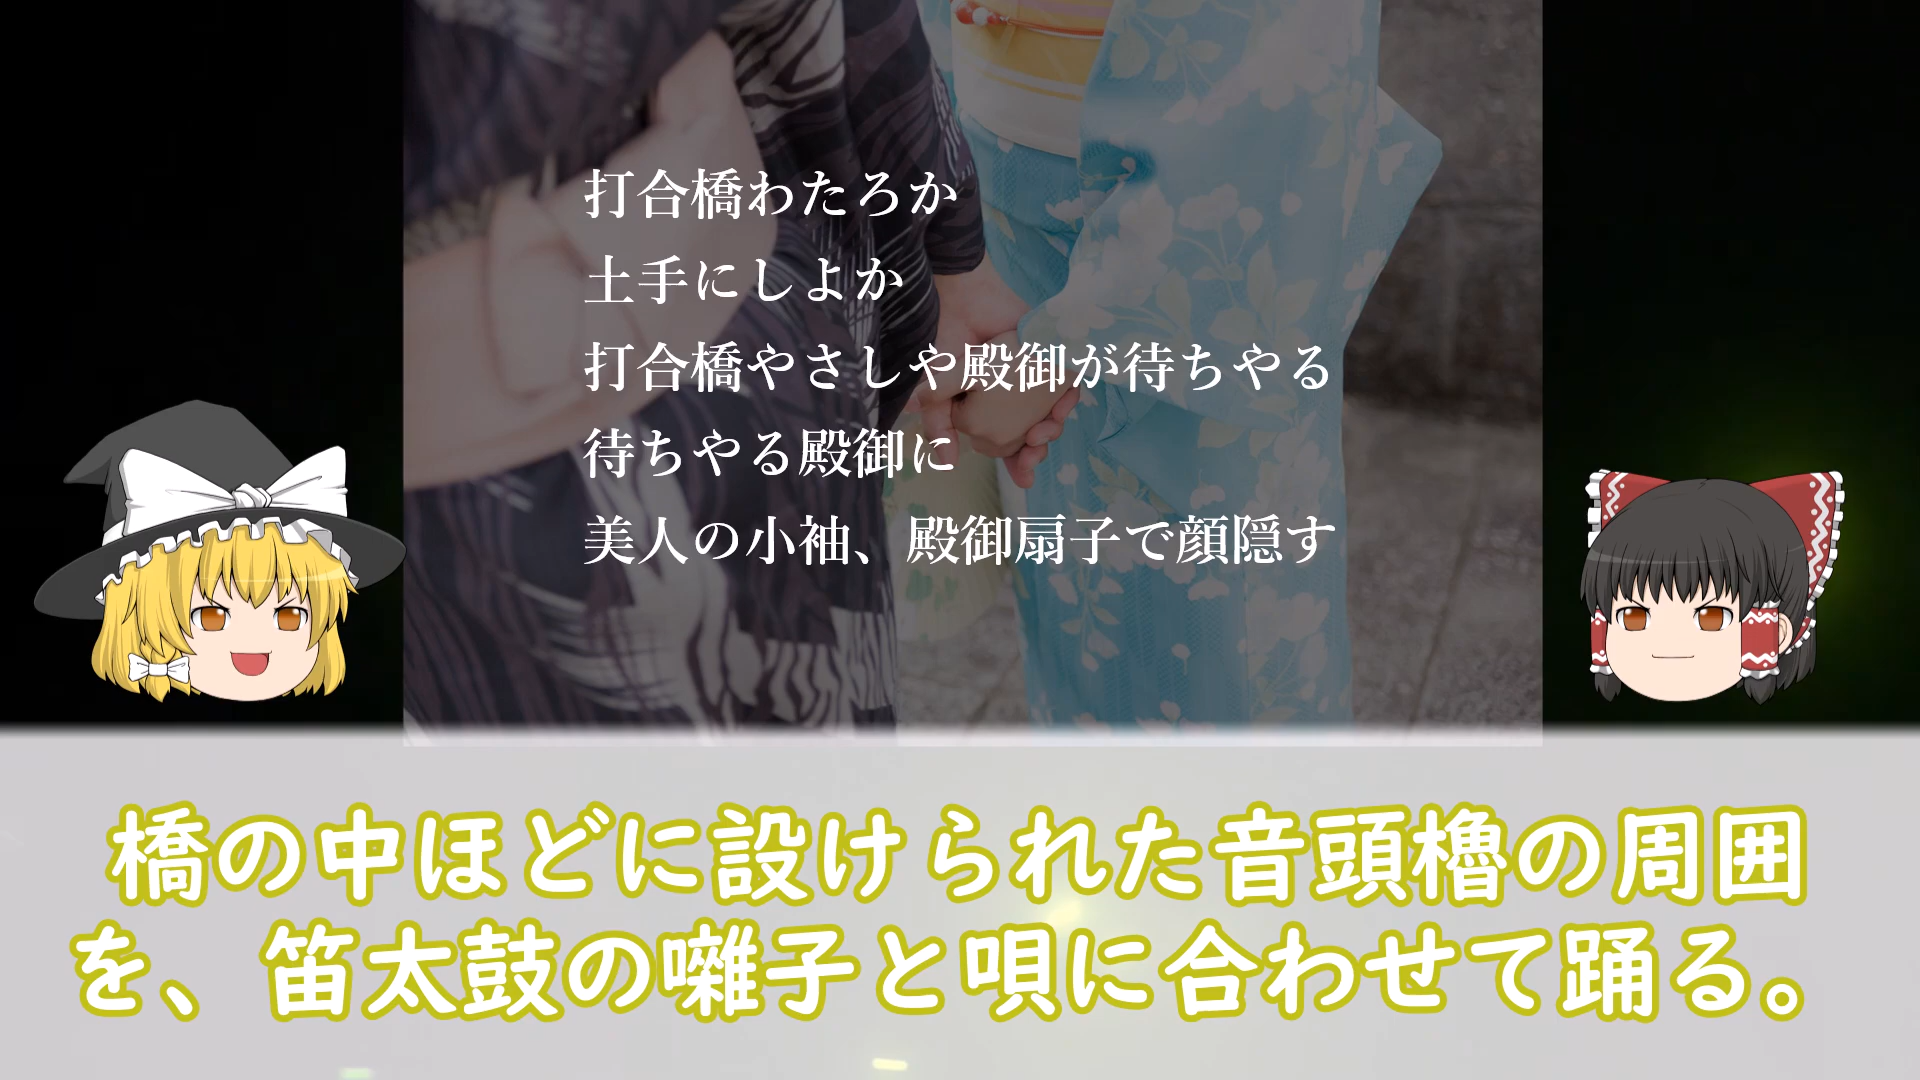 打合橋わたろか
土手にしよか
打合橋やさしや殿御が待ちやる
待ちやる殿御に
美人の小袖、殿御扇子で顔隠す
橋の中ほどに設けられた音頭櫓の周囲
を、笛太鼓の囃子と唄に合わせて踊る。